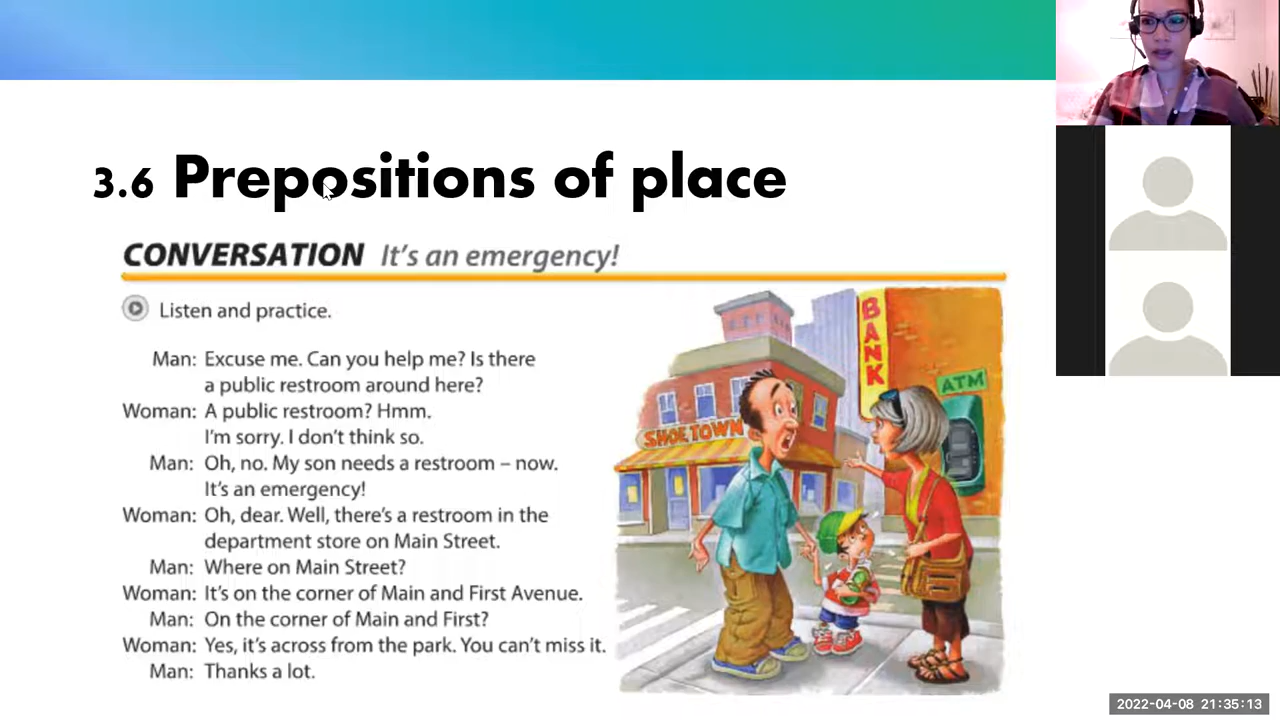 3.6 Prepositions of place
CONVERSATION It's an emergency!
Listen and practice.
Man: Excuse me. Can you help me? Is there
a public restroom around here?
Woman: A public restroom? Hmm.
I'm sorry. I don't think so.
Man: Oh, no. My son needs a restroom – now.
It's an emergency!
Woman: Oh, dear. Well, there's a restroom in the
department store on Main Street.
Man: Where on Main Street?
Woman: It's on the corner of Main and First Avenue.
Man: On the corner of Main and First?
Woman: Yes, it's across from the park. You can't miss it.
Man: Thanks a lot.
BANK
ATM
SHOE TOWN
2022-04-08 21:35:13